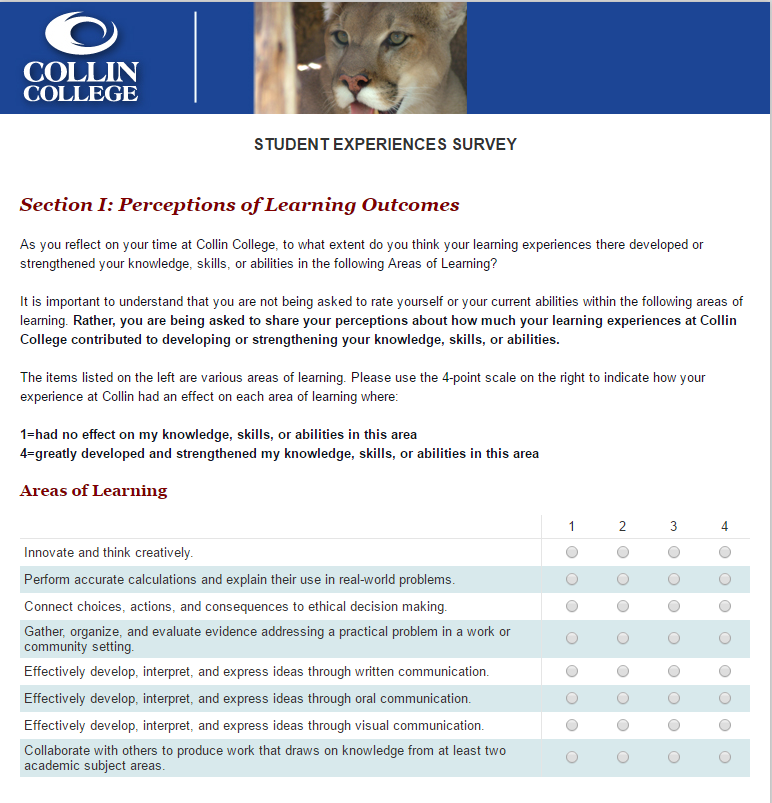 COLLIN
COLLEGE
STUDENT EXPERIENCES SURVEY
Section I: Perceptions of Learning Outcomes
As you reflect on your time at Collin College, to what extent do you think your learning experiences there developed or
strengthened your knowledge, skills, or abilities in the following Areas of Learning?
It is important to understand that you are not being asked to rate yourself or your current abilities within the following areas of
learning. Rather, you are being asked to share your perceptions about how much your learning experiences at Collin
College contributed to developing or strengthening your knowledge, skills, or abilities.
The items listed on the left are various areas of learning. Please use the 4-point scale on the right to indicate how your
experience at Collin had an effect on each area of learning where:
1=had no effect on my knowledge, skills, or abilities in this area
4=greatly developed and strengthened my knowledge, skills, or abilities in this area
Areas of Learning
1 2 3 4
Innovate and think creatively.
Perform accurate calculations and explain their use in real-world problems.
Connect choices, actions, and consequences to ethical decision making.
Gather, organize, and evaluate evidence addressing a practical problem in a work or
community setting.
Effectively develop, interpret, and express ideas through written communication.
Effectively develop, interpret, and express ideas through oral communication.
Effectively develop, interpret, and express ideas through visual communication.
Collaborate with others to produce work that draws on knowledge from at least two
academic subject areas.